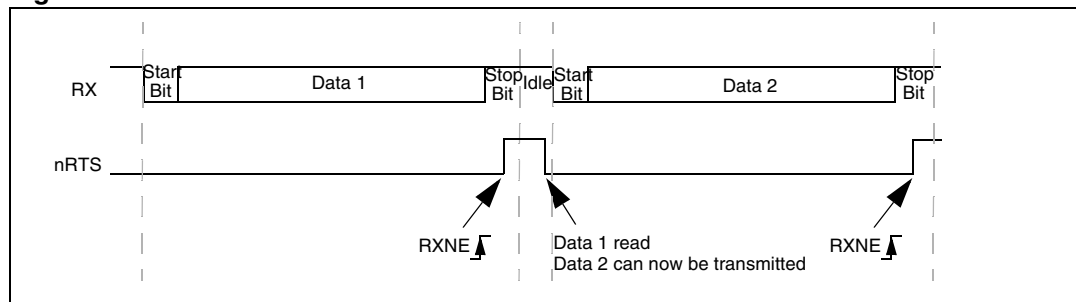 RX
Start Bit
Data 1
Stop Bit
Idle
Start Bit
Data 2
Stop Bit
nRTS
RXNE
Data 1 read
Data 2 can now be transmitted
RXNE